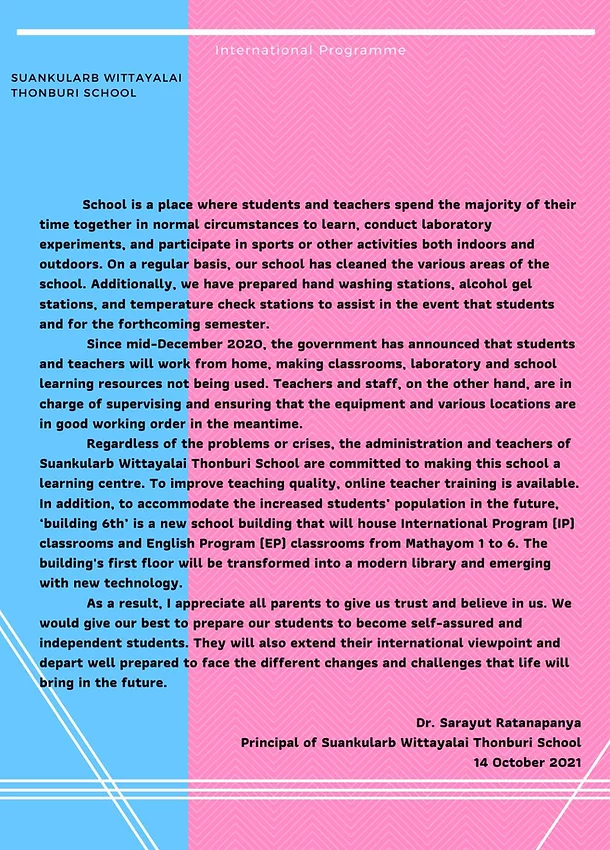 International Programme
SUANKULARB WITTAYALAI
THONBURI SCHOOL
School is a place where students and teachers spend the majority of their
time together in normal circumstances to learn, conduct laboratory
experiments, and participate in sports or other activities both indoors and
outdoors. On a regular basis, our school has cleaned the various areas of the
school. Additionally, we have prepared hand washing stations, alcohol gel
stations, and temperature check stations to assist in the event that students
and for the forthcoming semester.
Since mid-December 2020, the government has announced that students
and teachers will work from home, making classrooms, laboratory and school
learning resources not being used. Teachers and staff, on the other hand, are in
charge of supervising and ensuring that the equipment and various locations are
in good working order in the meantime.
Regardless of the problems or crises, the administration and teachers of
Suankularb Wittayalai Thonburi School are committed to making this school a
learning centre. To improve teaching quality, online teacher training is available.
In addition, to accommodate the increased students' population in the future,
'building 6th' is a new school building that will house International Program (IP)
classrooms and English Program (EP) classrooms from Mathayom 1 to 6. The
building's first floor will be transformed into a modern library and emerging
with new technology.
As a result, I appreciate all parents to give us trust and believe in us. We
would give our best to prepare our students to become self-assured and
independent students. They will also extend their international viewpoint and
depart well prepared to face the different changes and challenges that life will
bring in the future.
Dr. Sarayut Ratanapanya
Principal of Suankularb Wittayalai Thonburi School
14 October 2021